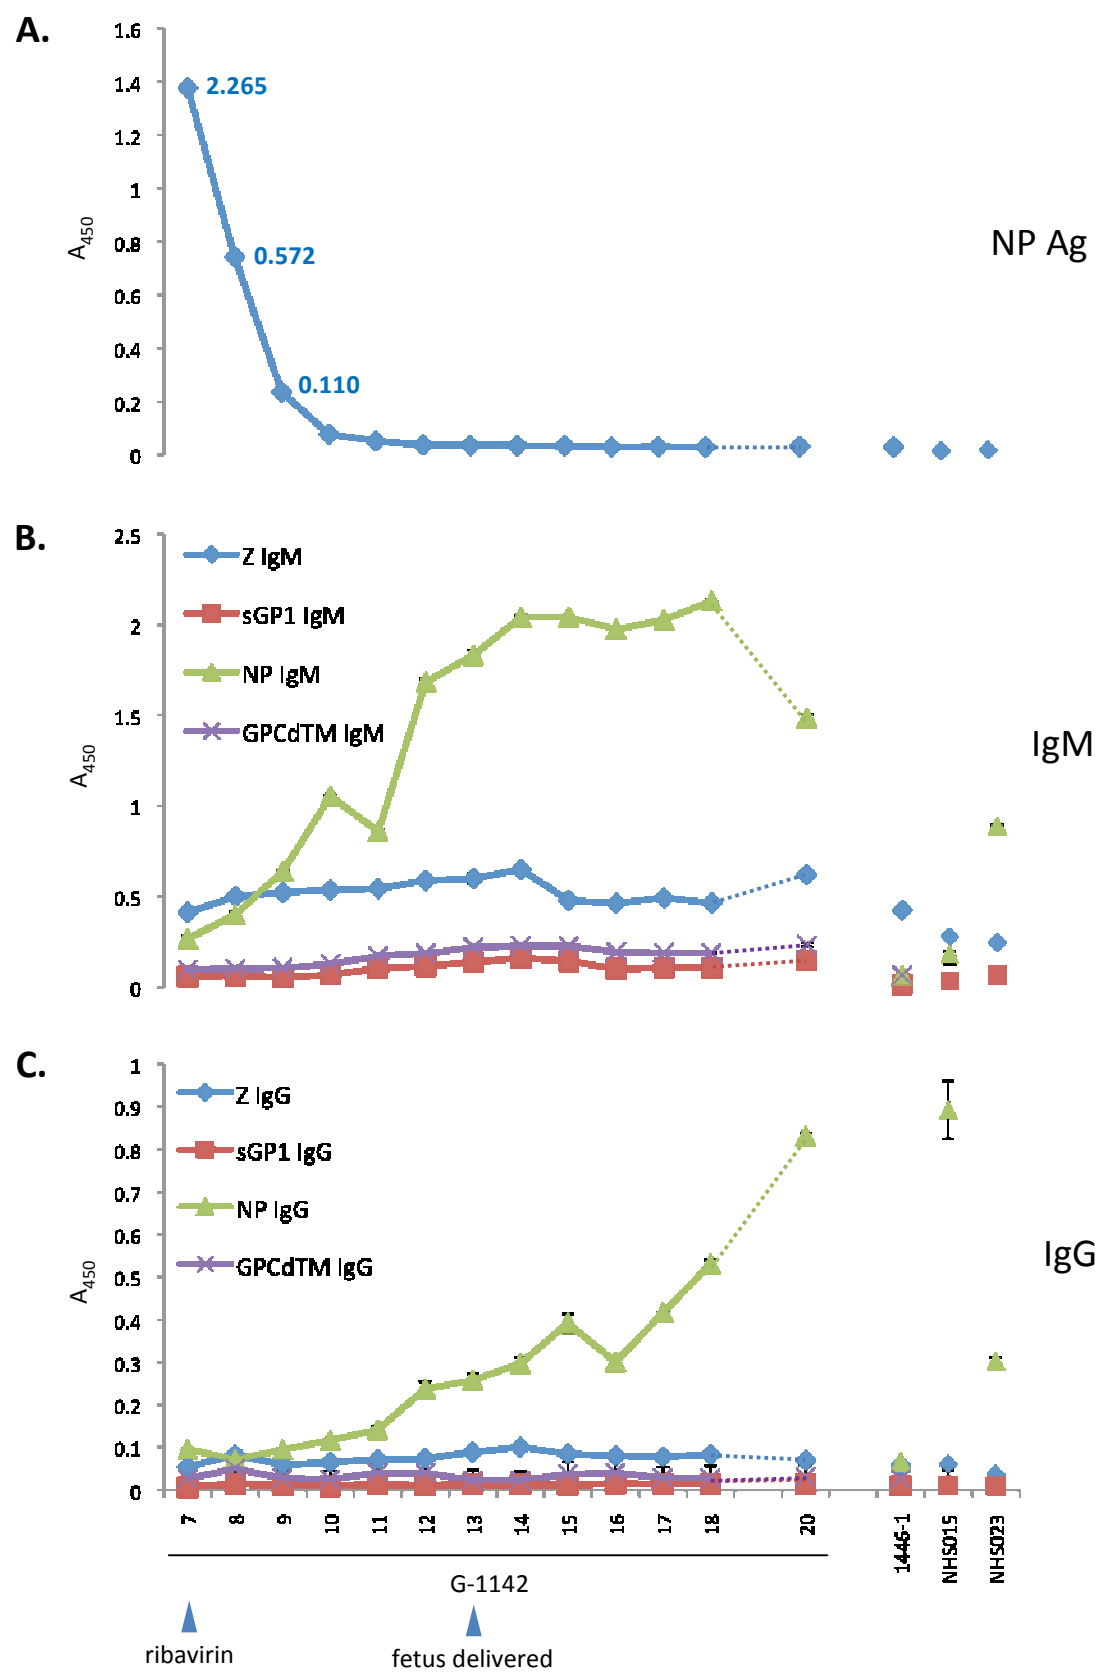 A.
1.6
1.4
1.2
1
0.8
0.6
0.4
0.2
0
A450
2.265
0.572
0.110
NP Ag
B.
2.5
2
1.5
1
0.5
0
A450
Z IgM
sGP1 IgM
NP IgM
GPCdTM IgM
IgM
C.
1
0.9
0.8
0.7
0.6
0.5
0.4
0.3
0.2
0.1
0
A450
Z IgG
sGP1 IgG
NP IgG
GPCdTM IgG
IgG
7 8 9 10 11 12 13 14 15 16 17 18 20 1446-1 NHS015 NHS023
G-1142
ribavirin
fetus delivered